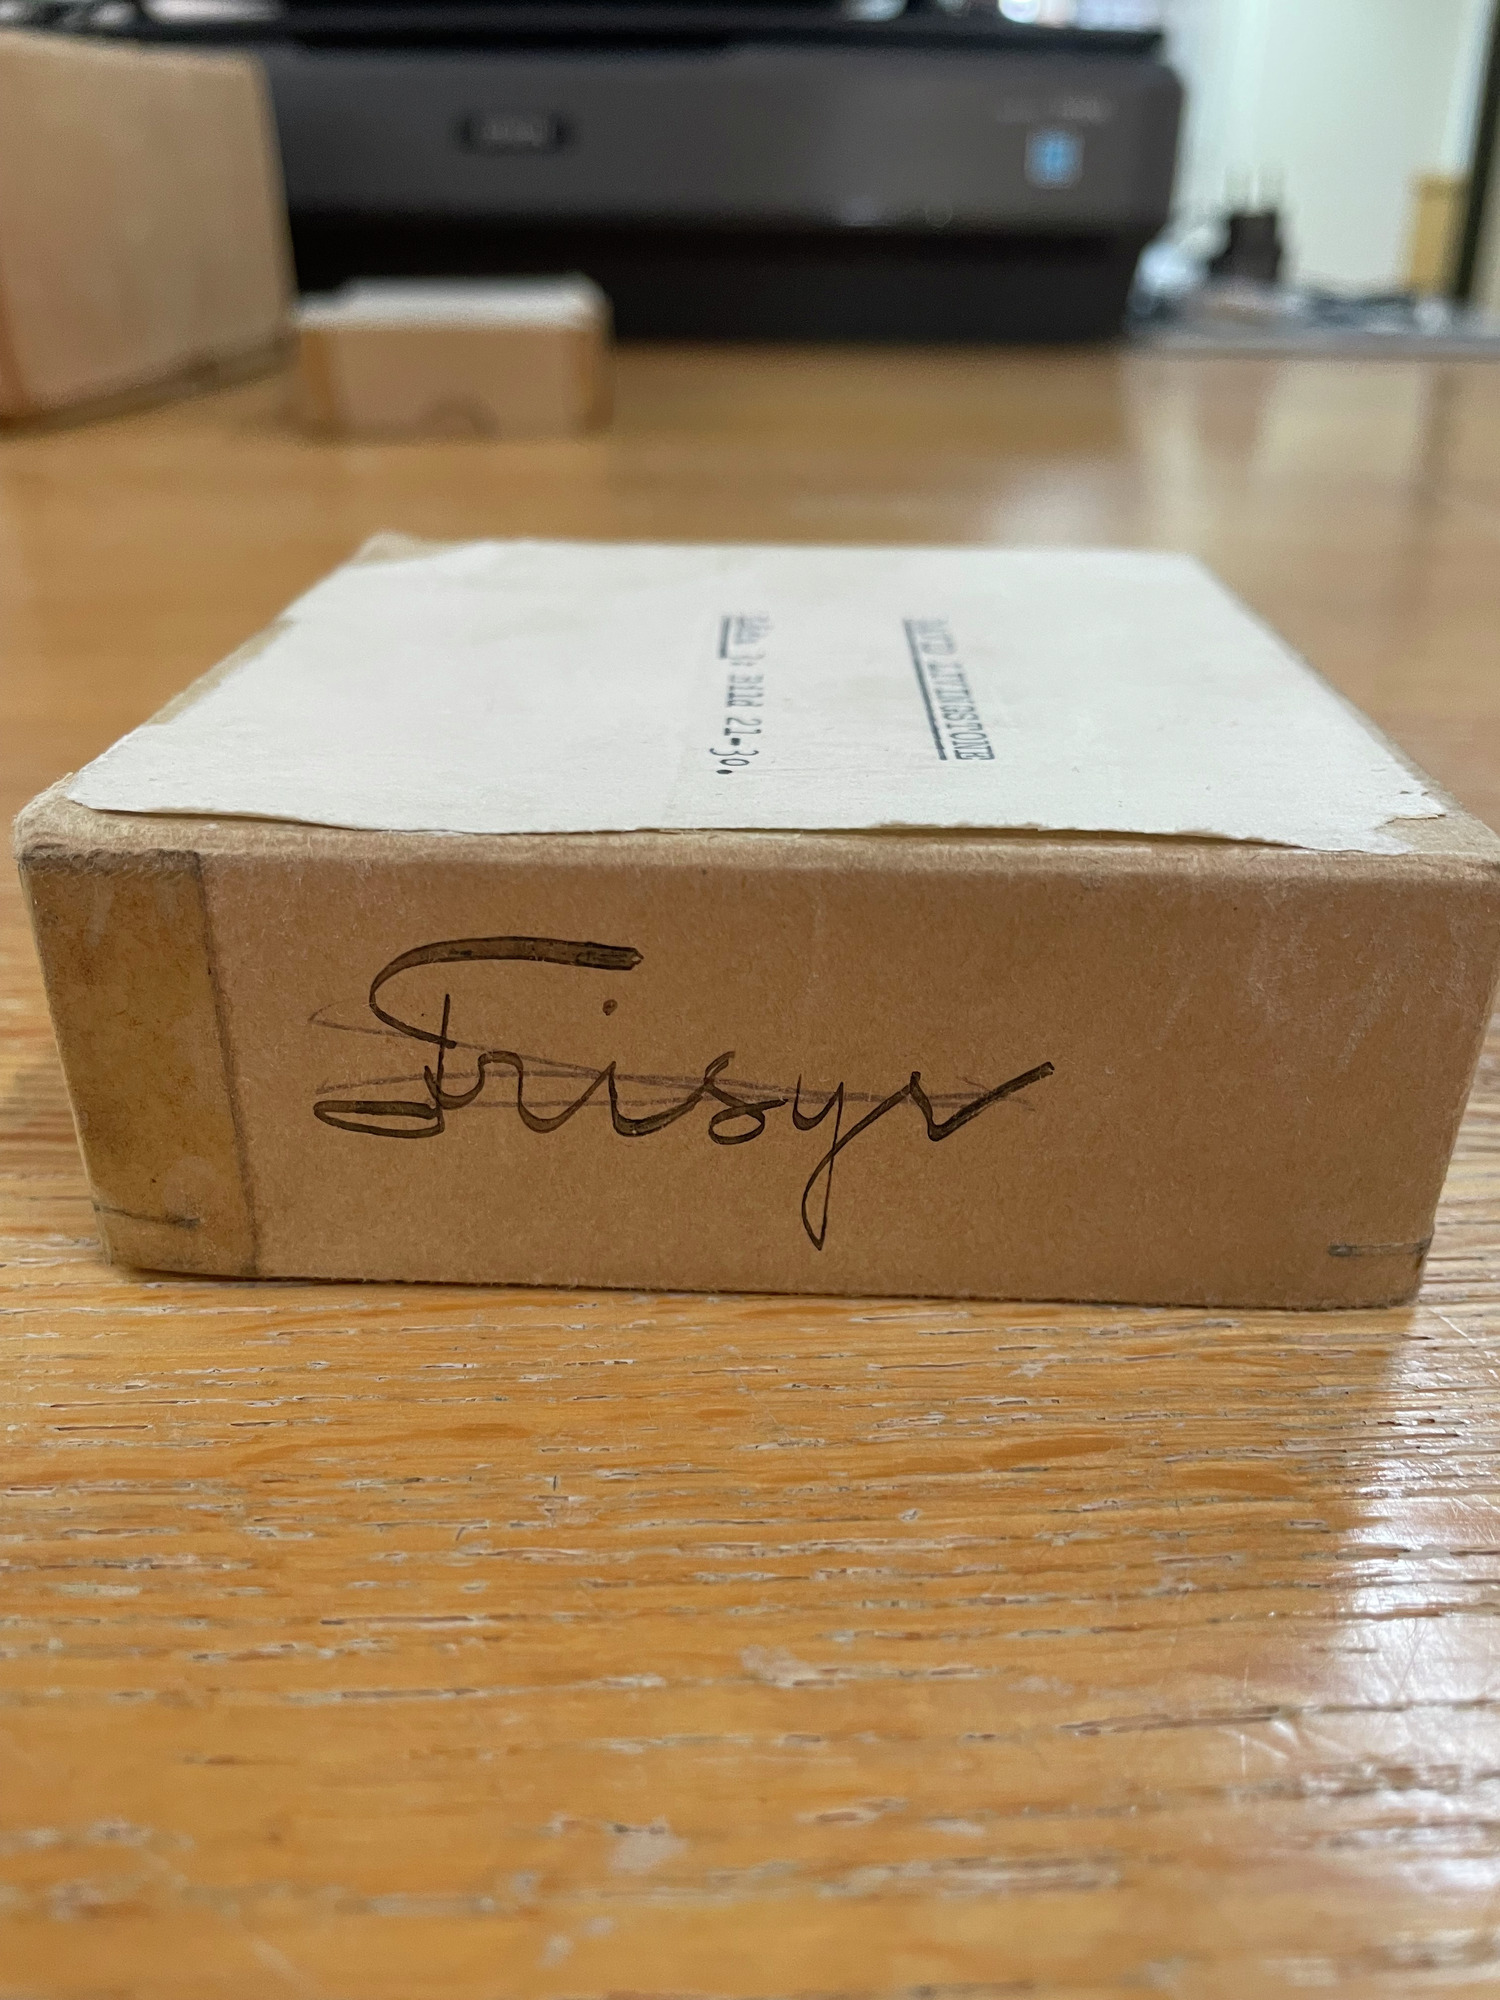 DAVID LIVINGSTONE
Bild 21-30.
Frisyr